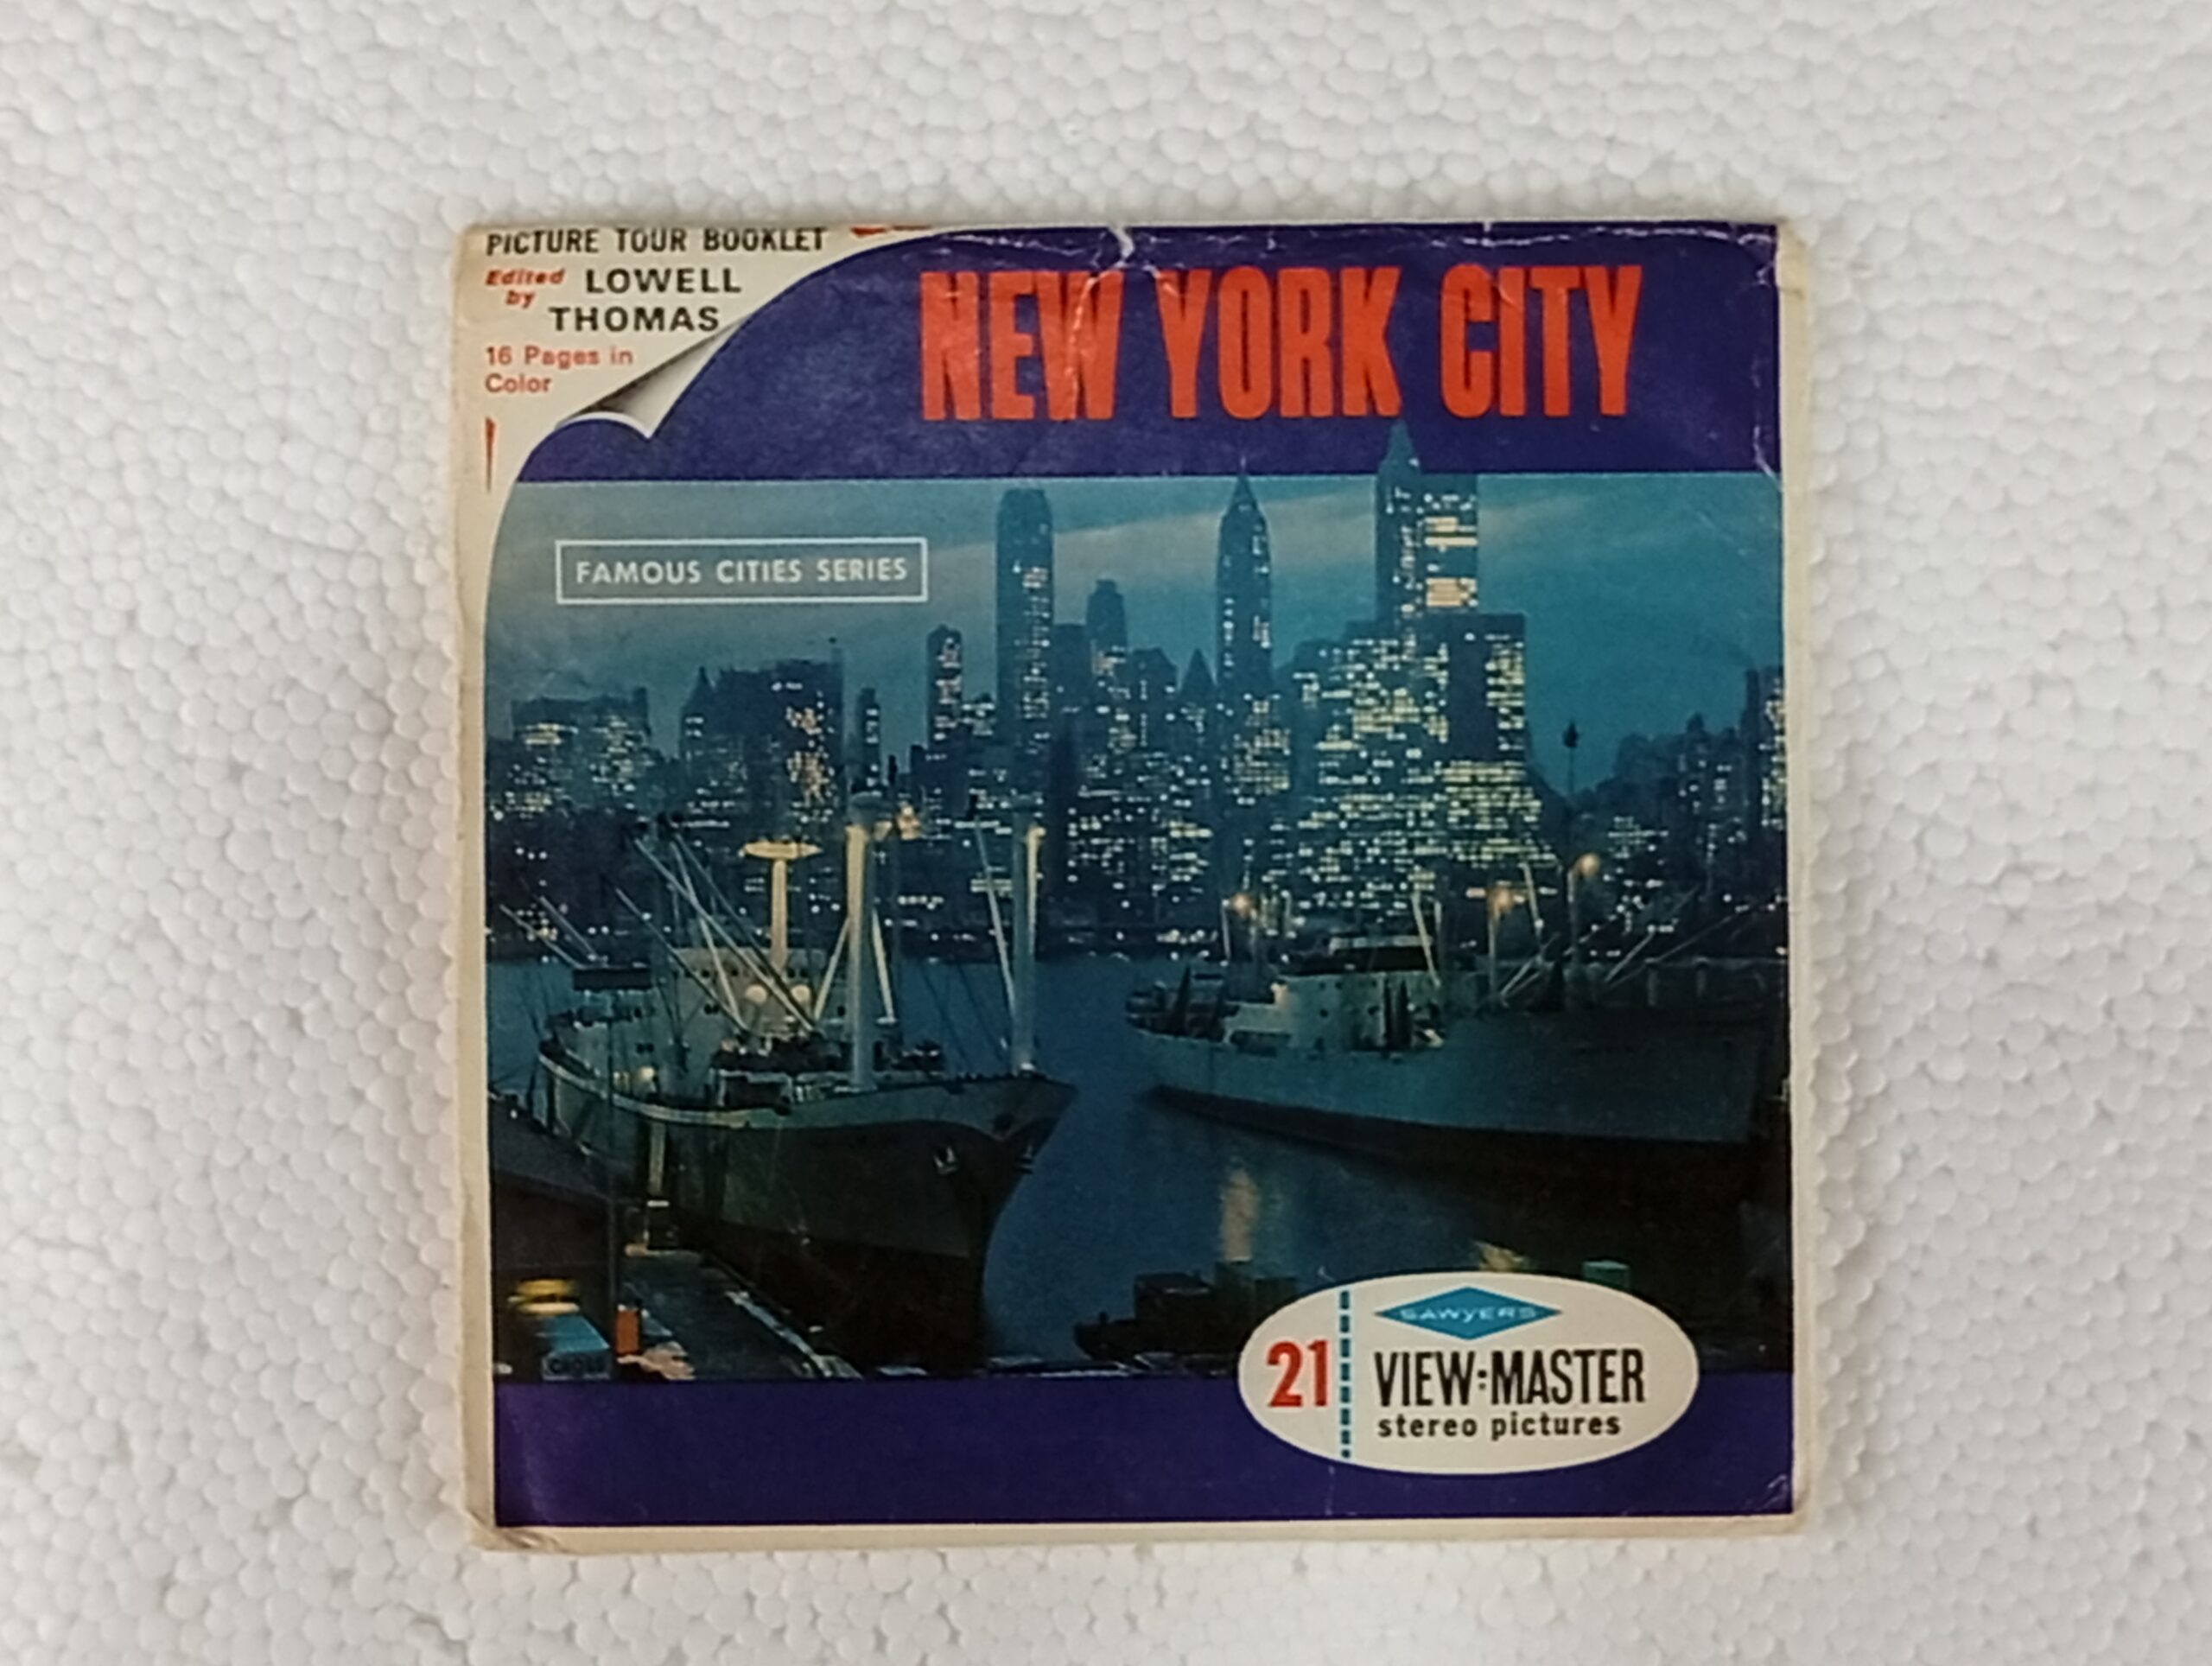 PICTURE TOUR BOOKLET
Edited by LOWELL
THOMAS
16 Pages in
Color
NEW YORK CITY
FAMOUS CITIES SERIES
SAWYERS
21 VIEW-MASTER
stereo pictures